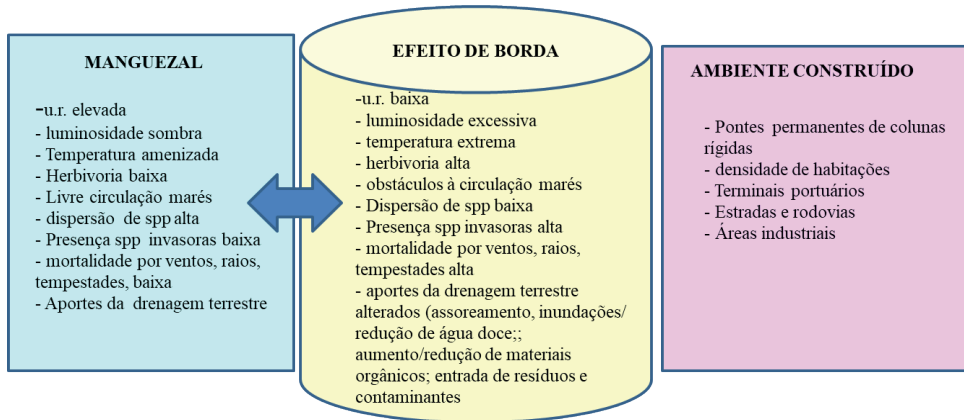 MANGUEZAL
-u.r. elevada
- luminosidade sombra
- Temperatura amenizada
- Herbivoria baixa
- Livre circulação marés
- dispersão de spp alta
- Presença spp invasoras baixa
- mortalidade por ventos, raios,
tempestades, baixa
- Aportes da drenagem terrestre
EFEITO DE BORDA
-u.r. baixa
- luminosidade excessiva
- temperatura extrema
- herbivoria alta
- obstáculos à circulação marés
- Dispersão de spp baixa
- Presença spp invasoras alta
- mortalidade por ventos, raios,
tempestades alta
- aportes da drenagem terrestre
alterados (assoreamento, inundações/
redução de água doce;;
aumento/redução de materiais
orgânicos; entrada de resíduos e
contaminantes
AMBIENTE CONSTRUÍDO
- Pontes permanentes de colunas
rígidas
- densidade de habitações
- Terminais portuários
- Estradas e rodovias
- Áreas industriais